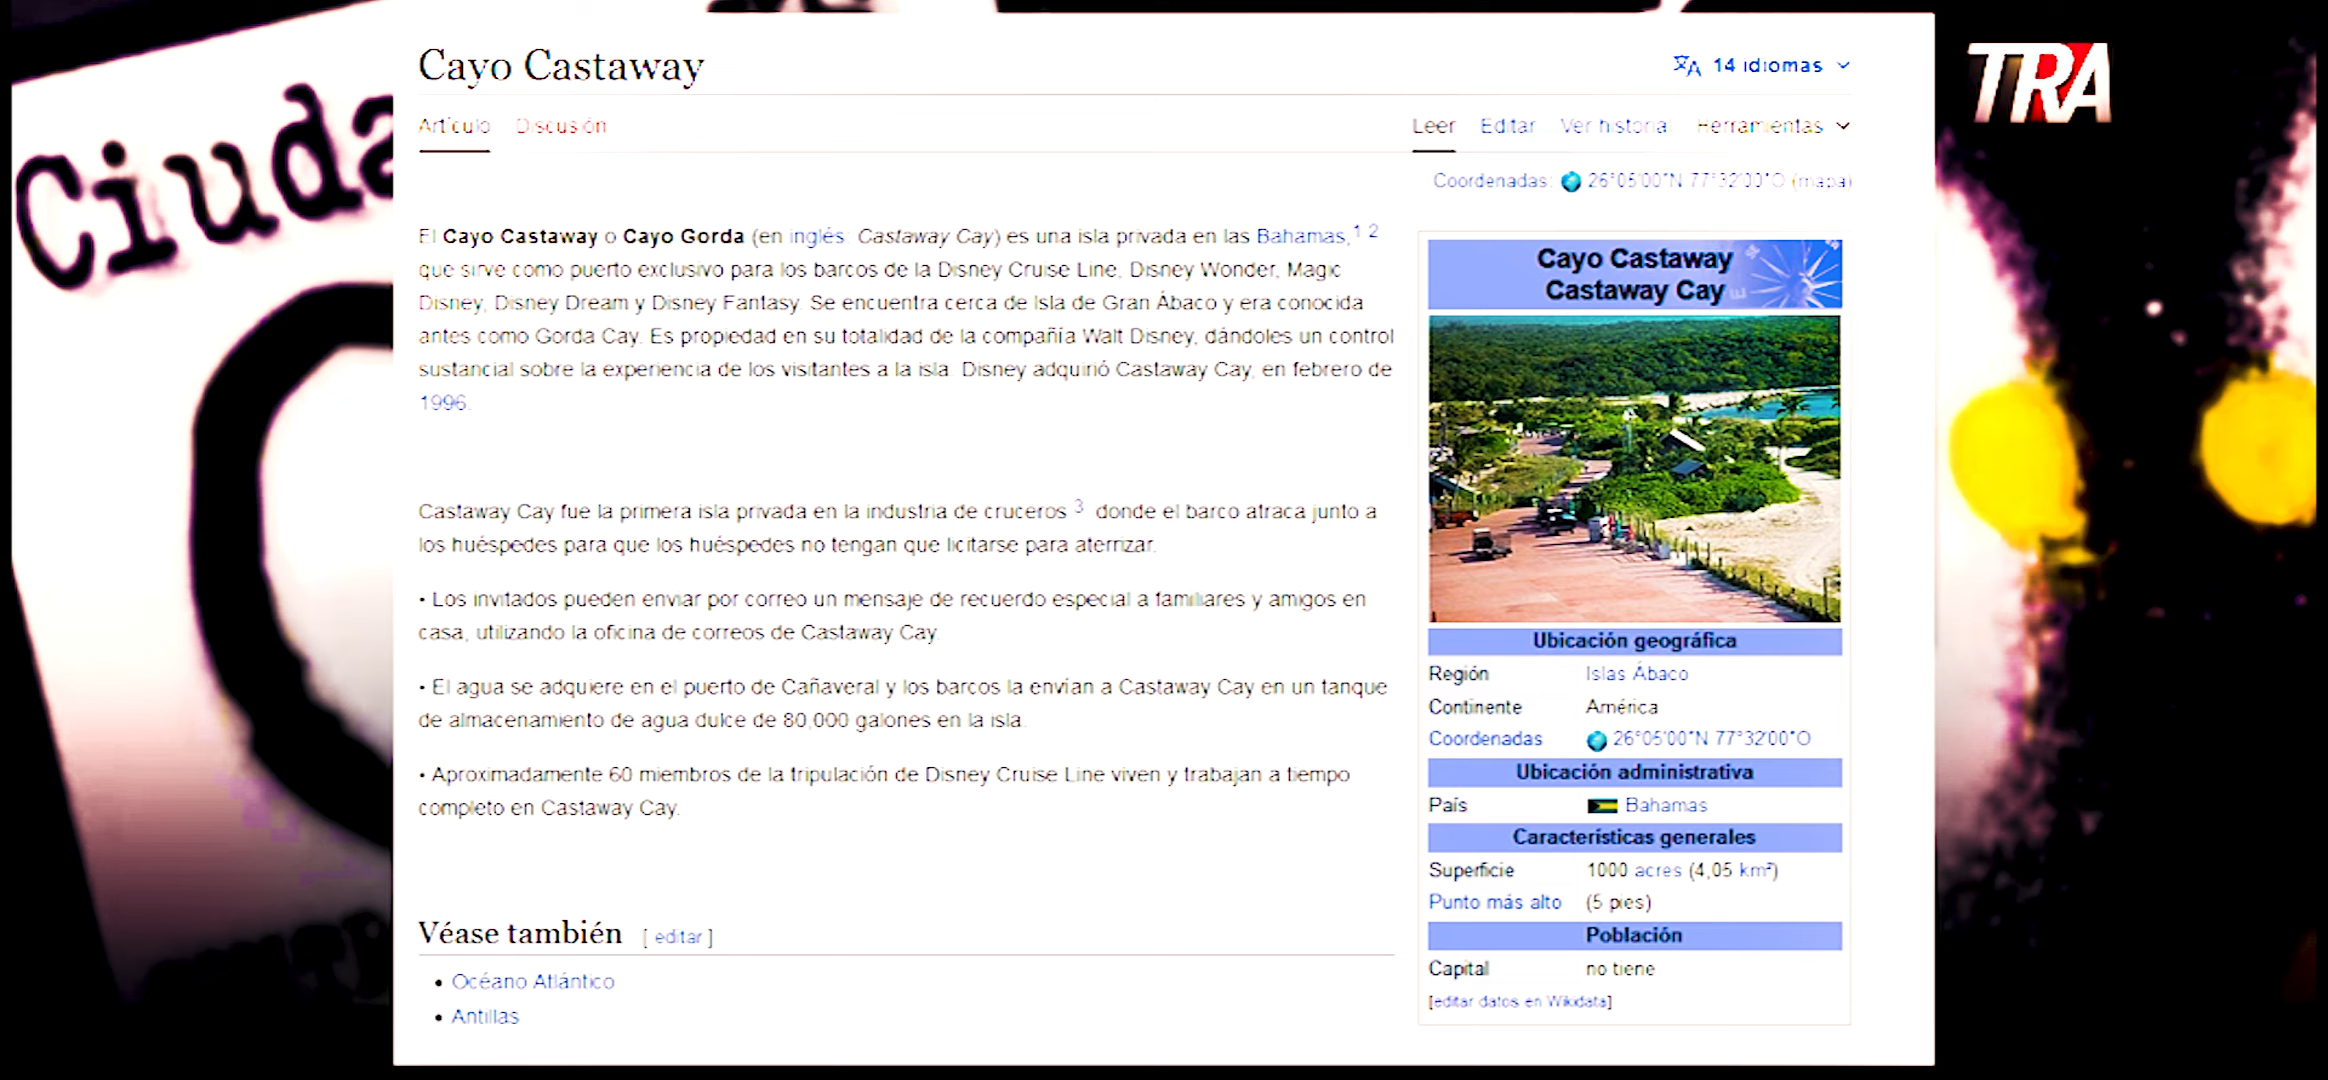 Ciuda
TRA
Cayo Castaway
14 idiomas
Artículo Discusión
Leer Editar Ver historial Herramientas
Coordenadas: 26°05′00″N 77°32′00″O (mapa)
El Cayo Castaway o Cayo Gorda (en inglés: Castaway Cay) es una isla privada en las Bahamas,1 2
que sirve como puerto exclusivo para los barcos de la Disney Cruise Line, Disney Wonder, Magic
Disney, Disney Dream y Disney Fantasy. Se encuentra cerca de Isla de Gran Ábaco y era conocida
antes como Gorda Cay. Es propiedad en su totalidad de la compañía Walt Disney, dándoles un control
sustancial sobre la experiencia de los visitantes a la isla. Disney adquirió Castaway Cay, en febrero de
1996.
Castaway Cay fue la primera isla privada en la industria de cruceros 3 donde el barco atraca junto a
los huéspedes para que los huéspedes no tengan que licitarse para aterrizar.
• Los invitados pueden enviar por correo un mensaje de recuerdo especial a familiares y amigos en
casa, utilizando la oficina de correos de Castaway Cay.
• El agua se adquiere en el puerto de Cañaveral y los barcos la envían a Castaway Cay en un tanque
de almacenamiento de agua dulce de 80,000 galones en la isla.
• Aproximadamente 60 miembros de la tripulación de Disney Cruise Line viven y trabajan a tiempo
completo en Castaway Cay.
Véase también [ editar ]
• Océano Atlántico
• Antillas
Cayo Castaway
Castaway Cay
Ubicación geográfica
Región Islas Ábaco
Continente América
Coordenadas 26°05′00″N 77°32′00″O
Ubicación administrativa
País Bahamas
Características generales
Superficie 1000 acres (4,05 km²)
Punto más alto (5 pies)
Población
Capital no tiene
[editar datos en Wikidata]